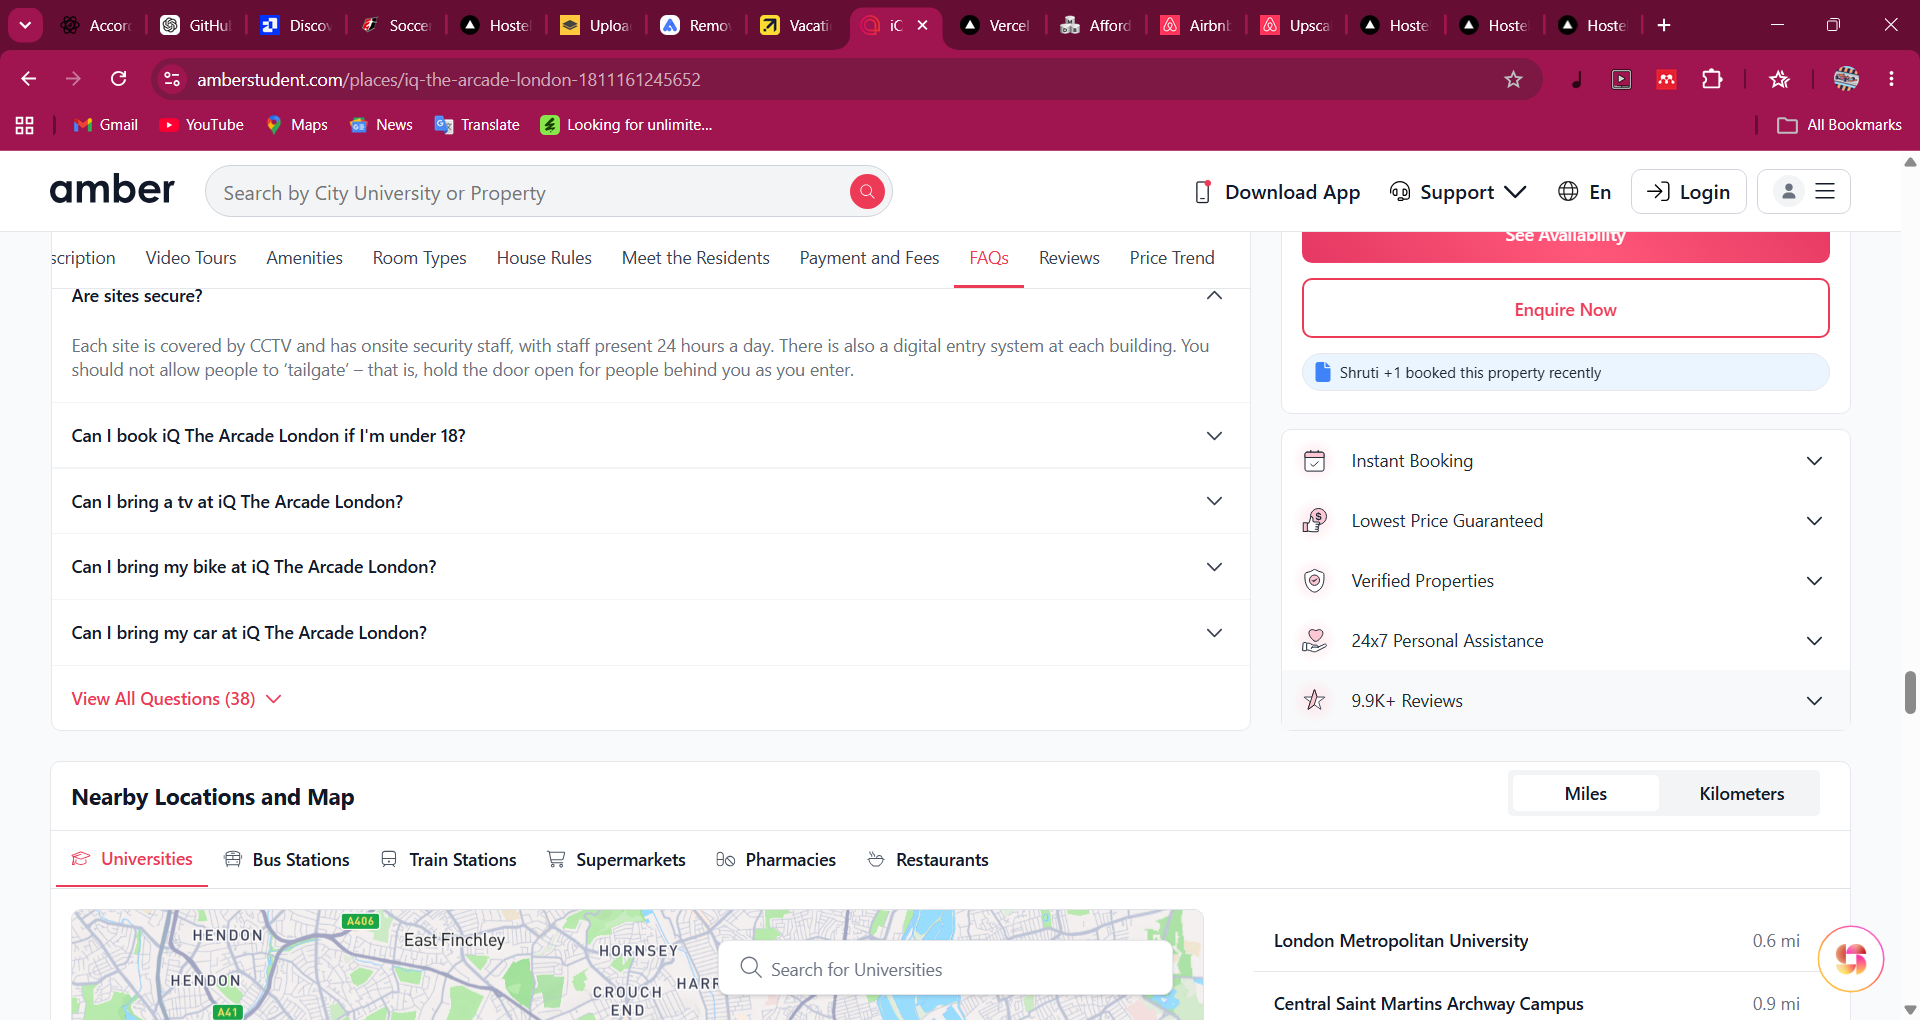 Accor
GitHu
Discov
Soccer
Hostel
Uploa
Remo
Vacati
iQ
Vercel
Afford
Airbnb
Upsca
Hostel
Hostel
Hostel
amberstudent.com/places/iq-the-arcade-london-1811161245652
Gmail
YouTube
Maps
News
Translate
Looking for unlimite...
All Bookmarks
amber
Search by City University or Property
Download App
Support
En
Login
scription
Video Tours
Amenities
Room Types
House Rules
Meet the Residents
Payment and Fees
FAQs
Reviews
Price Trend
Are sites secure?
Each site is covered by CCTV and has onsite security staff, with staff present 24 hours a day. There is also a digital entry system at each building. You
should not allow people to ‘tailgate’ – that is, hold the door open for people behind you as you enter.
Can I book iQ The Arcade London if I'm under 18?
Can I bring a tv at iQ The Arcade London?
Can I bring my bike at iQ The Arcade London?
Can I bring my car at iQ The Arcade London?
View All Questions (38)
See Availability
Enquire Now
Shruti +1 booked this property recently
Instant Booking
Lowest Price Guaranteed
Verified Properties
24x7 Personal Assistance
9.9K+ Reviews
Nearby Locations and Map
Miles
Kilometers
Universities
Bus Stations
Train Stations
Supermarkets
Pharmacies
Restaurants
A406
HENDON
East Finchley
HORNSEY
HENDON
HARR
CROUCH
END
A41
Search for Universities
London Metropolitan University
0.6 mi
Central Saint Martins Archway Campus
0.9 mi